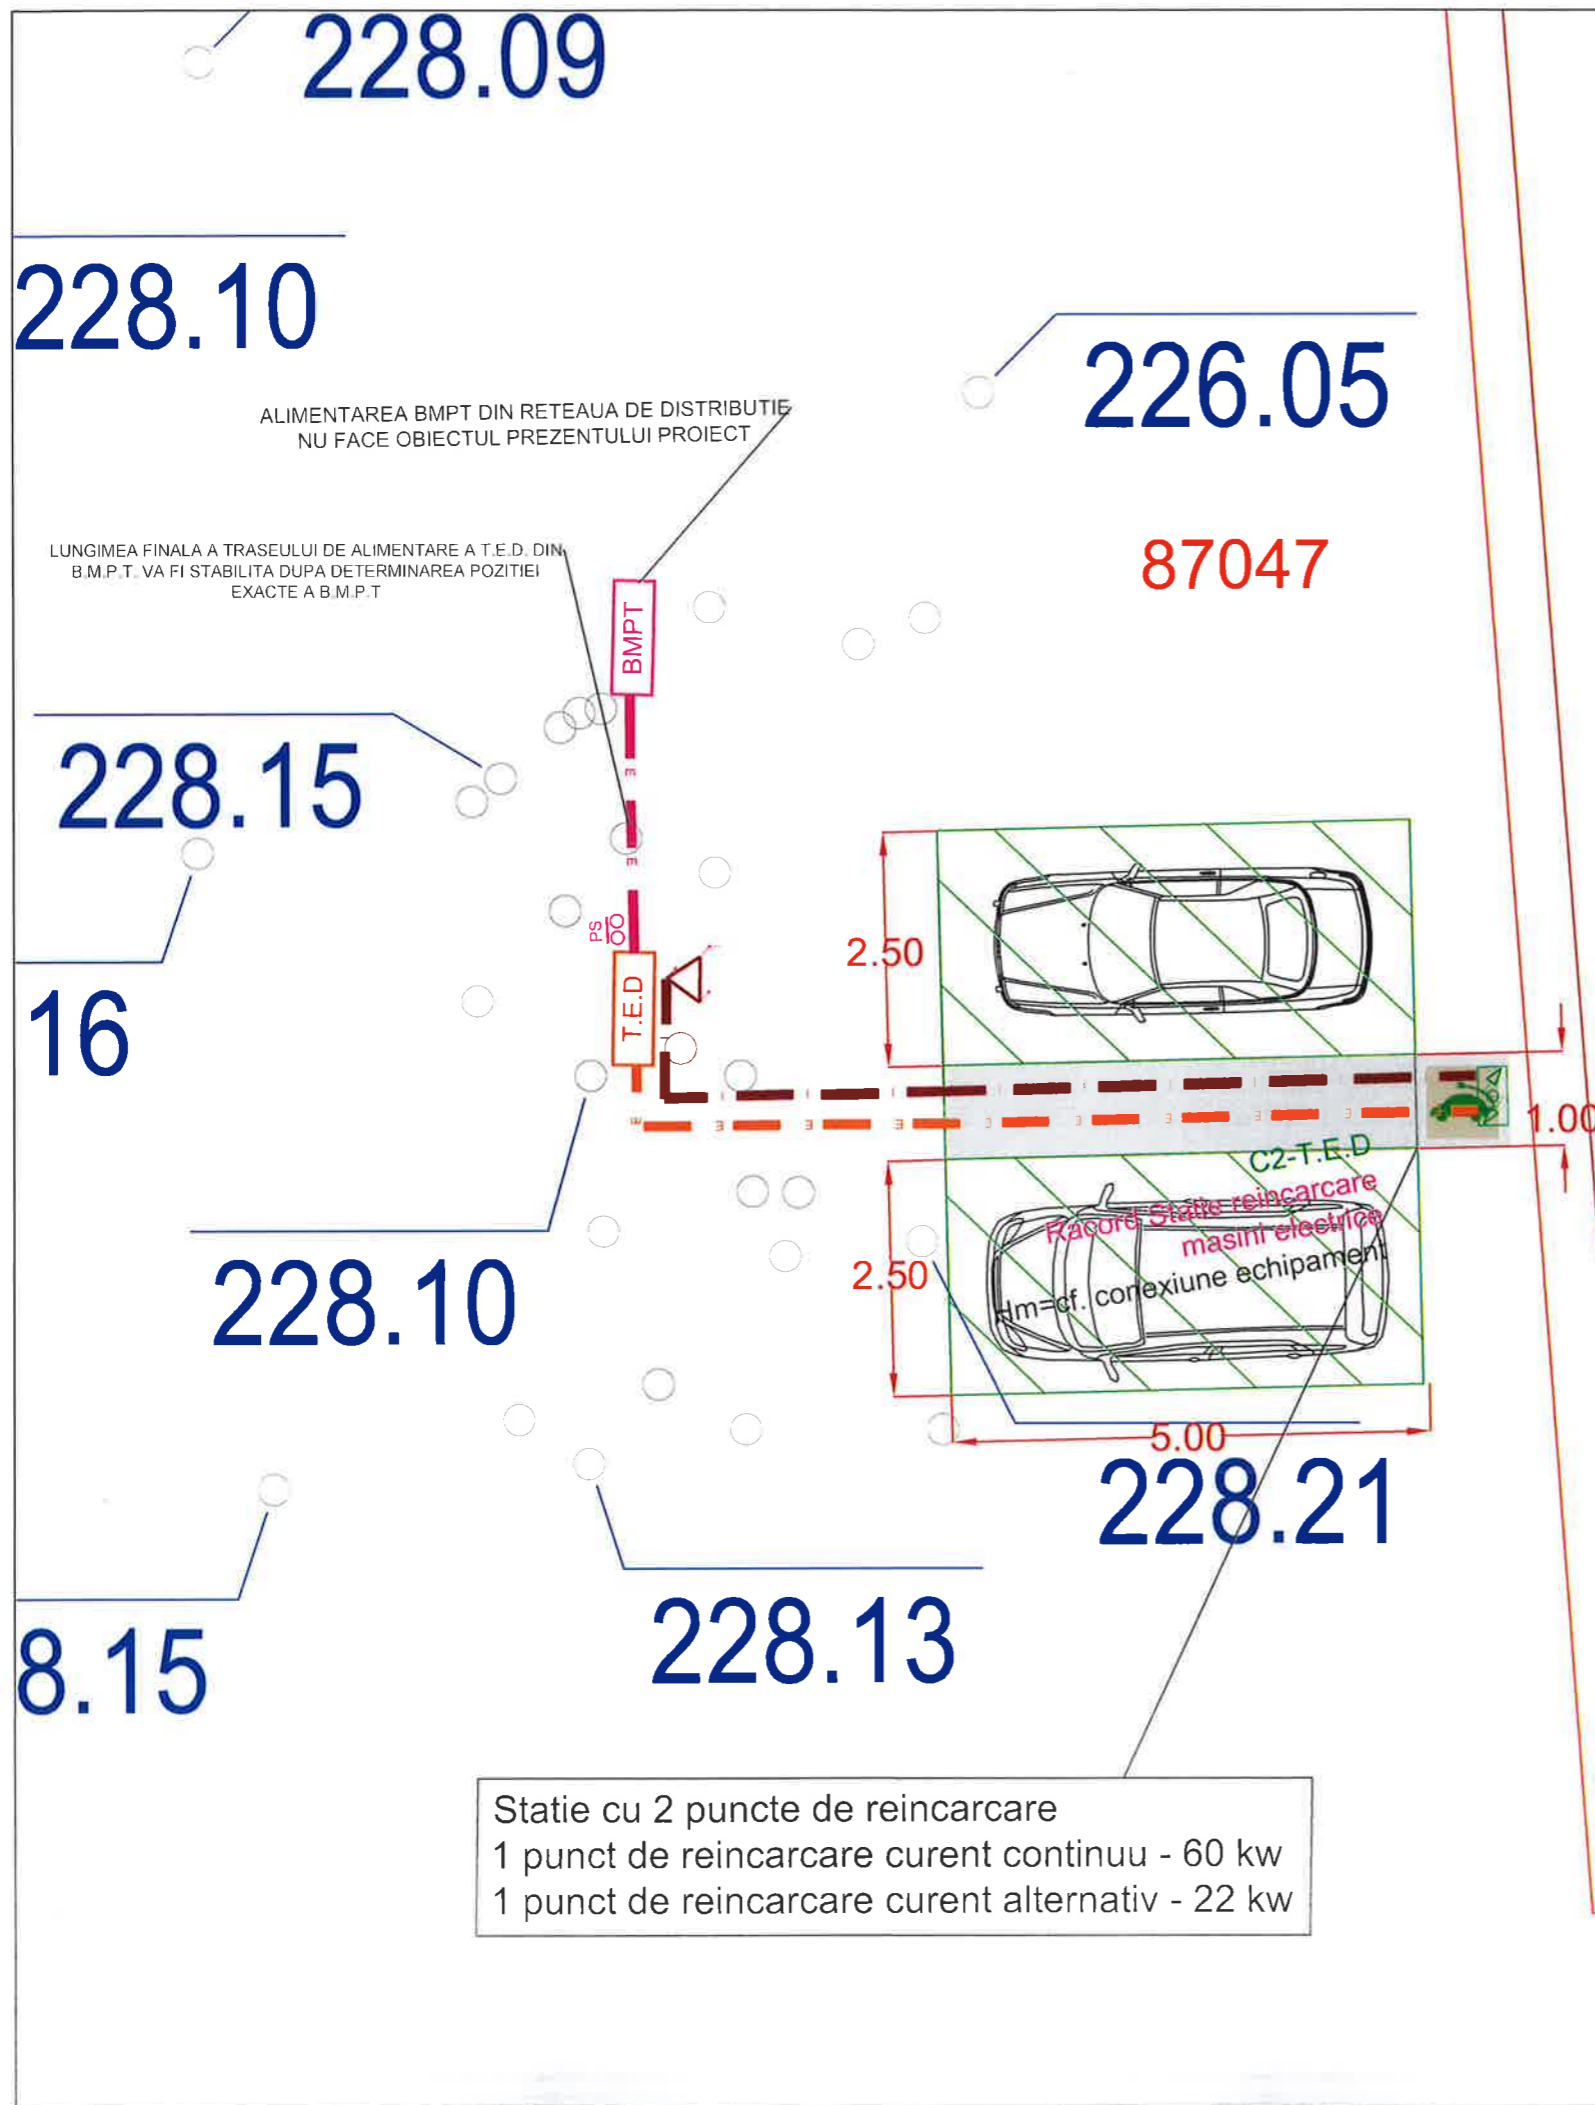 228.09
228.10
226.05
ALIMENTAREA BMPT DIN RETEAUA DE DISTRIBUTIE
NU FACE OBIECTUL PREZENTULUI PROIECT
87047
LUNGIMEA FINALA A TRASEULUI DE ALIMENTARE A T.E.D. DIN
B.M.P.T. VA FI STABILITA DUPA DETERMINAREA POZITIEI
EXACTE A B.M.P.T
BMPT
228.15
E
E
PS
2.50
T.E.D
16
1.00
E
E
E
E
E
E
E
E
C2-T.E.D
Racord Statie reincarcare
masini electrice
Hm=cf. conexiune echipament
2.50
228.10
5.00
228.21
228.13
8.15
Statie cu 2 puncte de reincarcare
1 punct de reincarcare curent continuu - 60 kw
1 punct de reincarcare curent alternativ - 22 kw